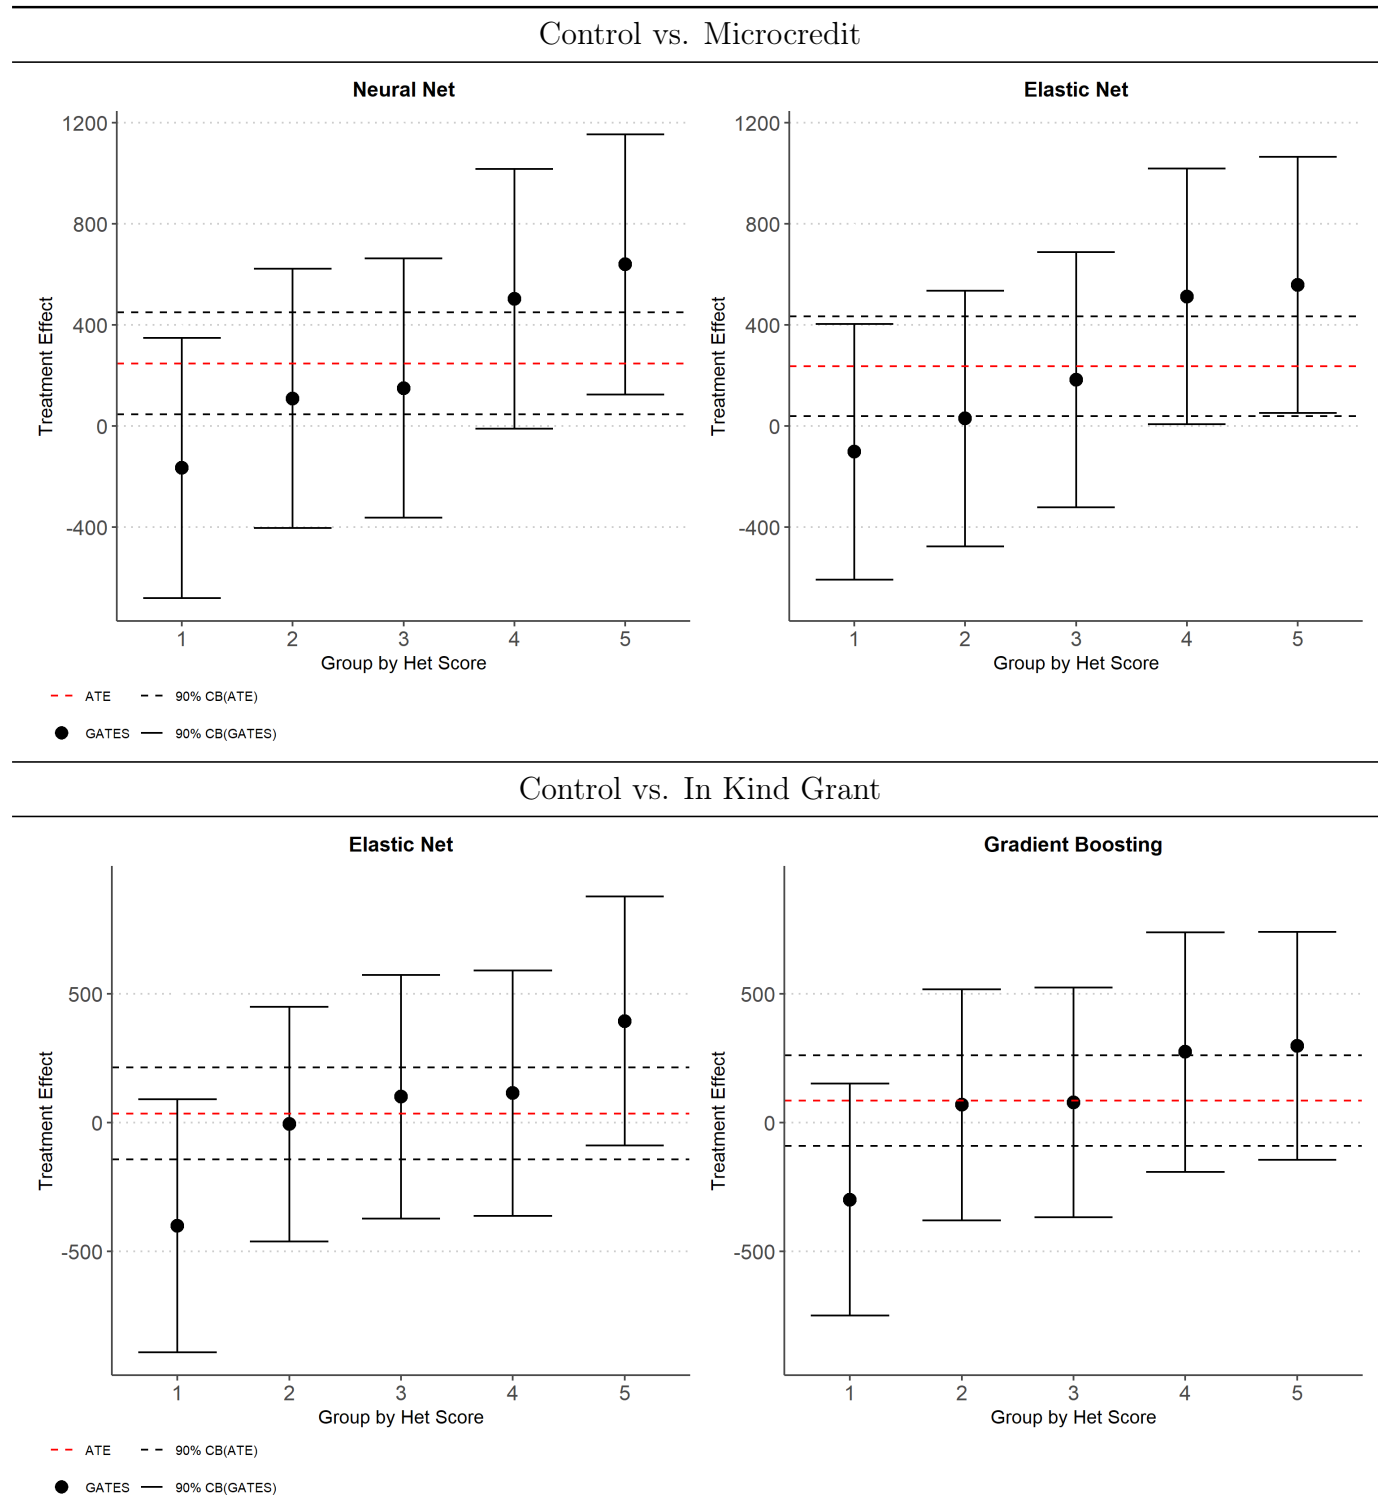 Control vs. Microcredit
Neural Net
Treatment Effect
1200
800
400
0
-400
1 2 3 4 5
Group by Het Score
Elastic Net
Treatment Effect
1200
800
400
0
-400
1 2 3 4 5
Group by Het Score
ATE 90% CB(ATE)
GATES 90% CB(GATES)
Control vs. In Kind Grant
Elastic Net
Treatment Effect
500
0
-500
1 2 3 4 5
Group by Het Score
Gradient Boosting
Treatment Effect
500
0
-500
1 2 3 4 5
Group by Het Score
ATE 90% CB(ATE)
GATES 90% CB(GATES)